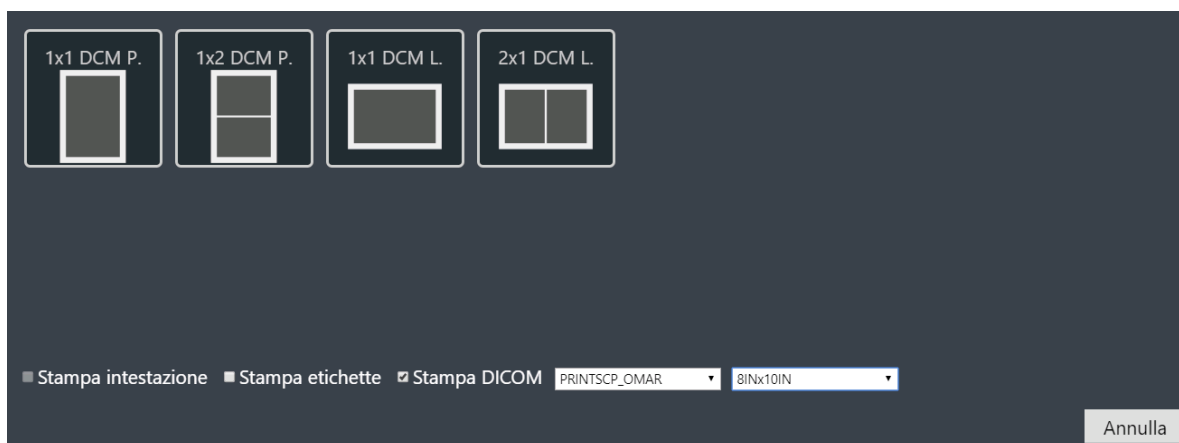 1x1 DCM P.
1x2 DCM P.
1x1 DCM L.
2x1 DCM L.
Stampa intestazione Stampa etichette Stampa DICOM PRINTSCP_OMAR 8INx10IN
Annulla